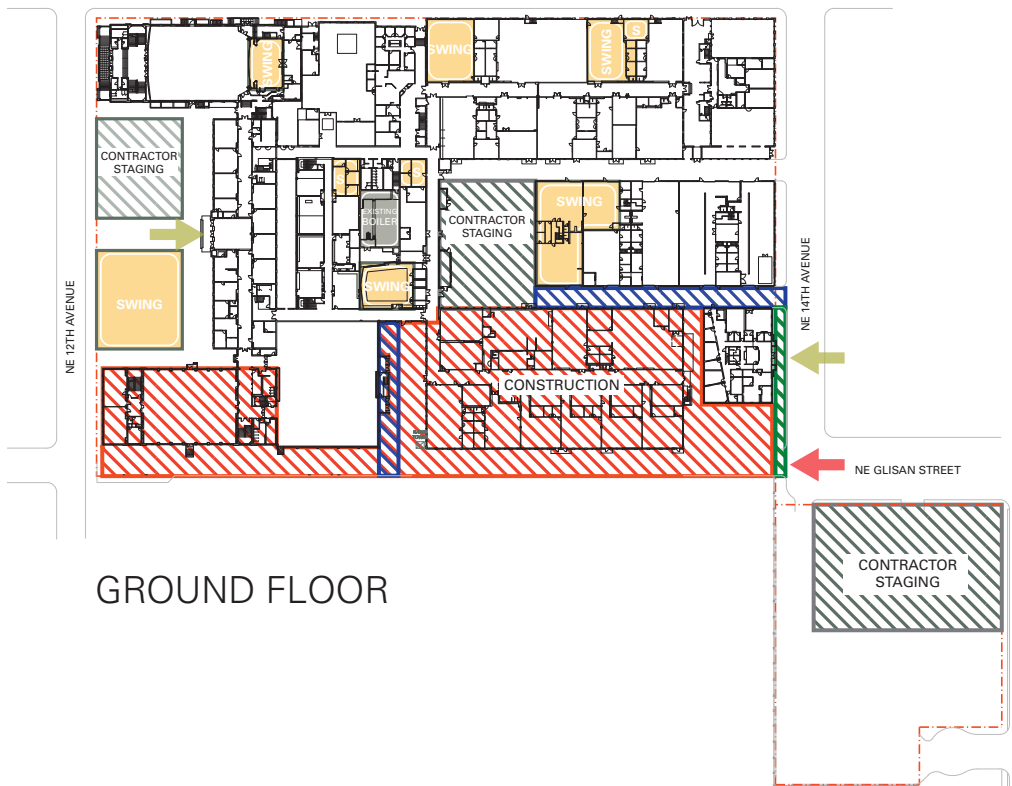 SWING
SWING
SWING
S
CONTRACTOR
STAGING
S
S
EXISTING
BOILER
CONTRACTOR
STAGING
SWING
SWING
SWING
NE 12TH AVENUE
NE 14TH AVENUE
CONSTRUCTION
NE GLISAN STREET
CONTRACTOR
STAGING
GROUND FLOOR